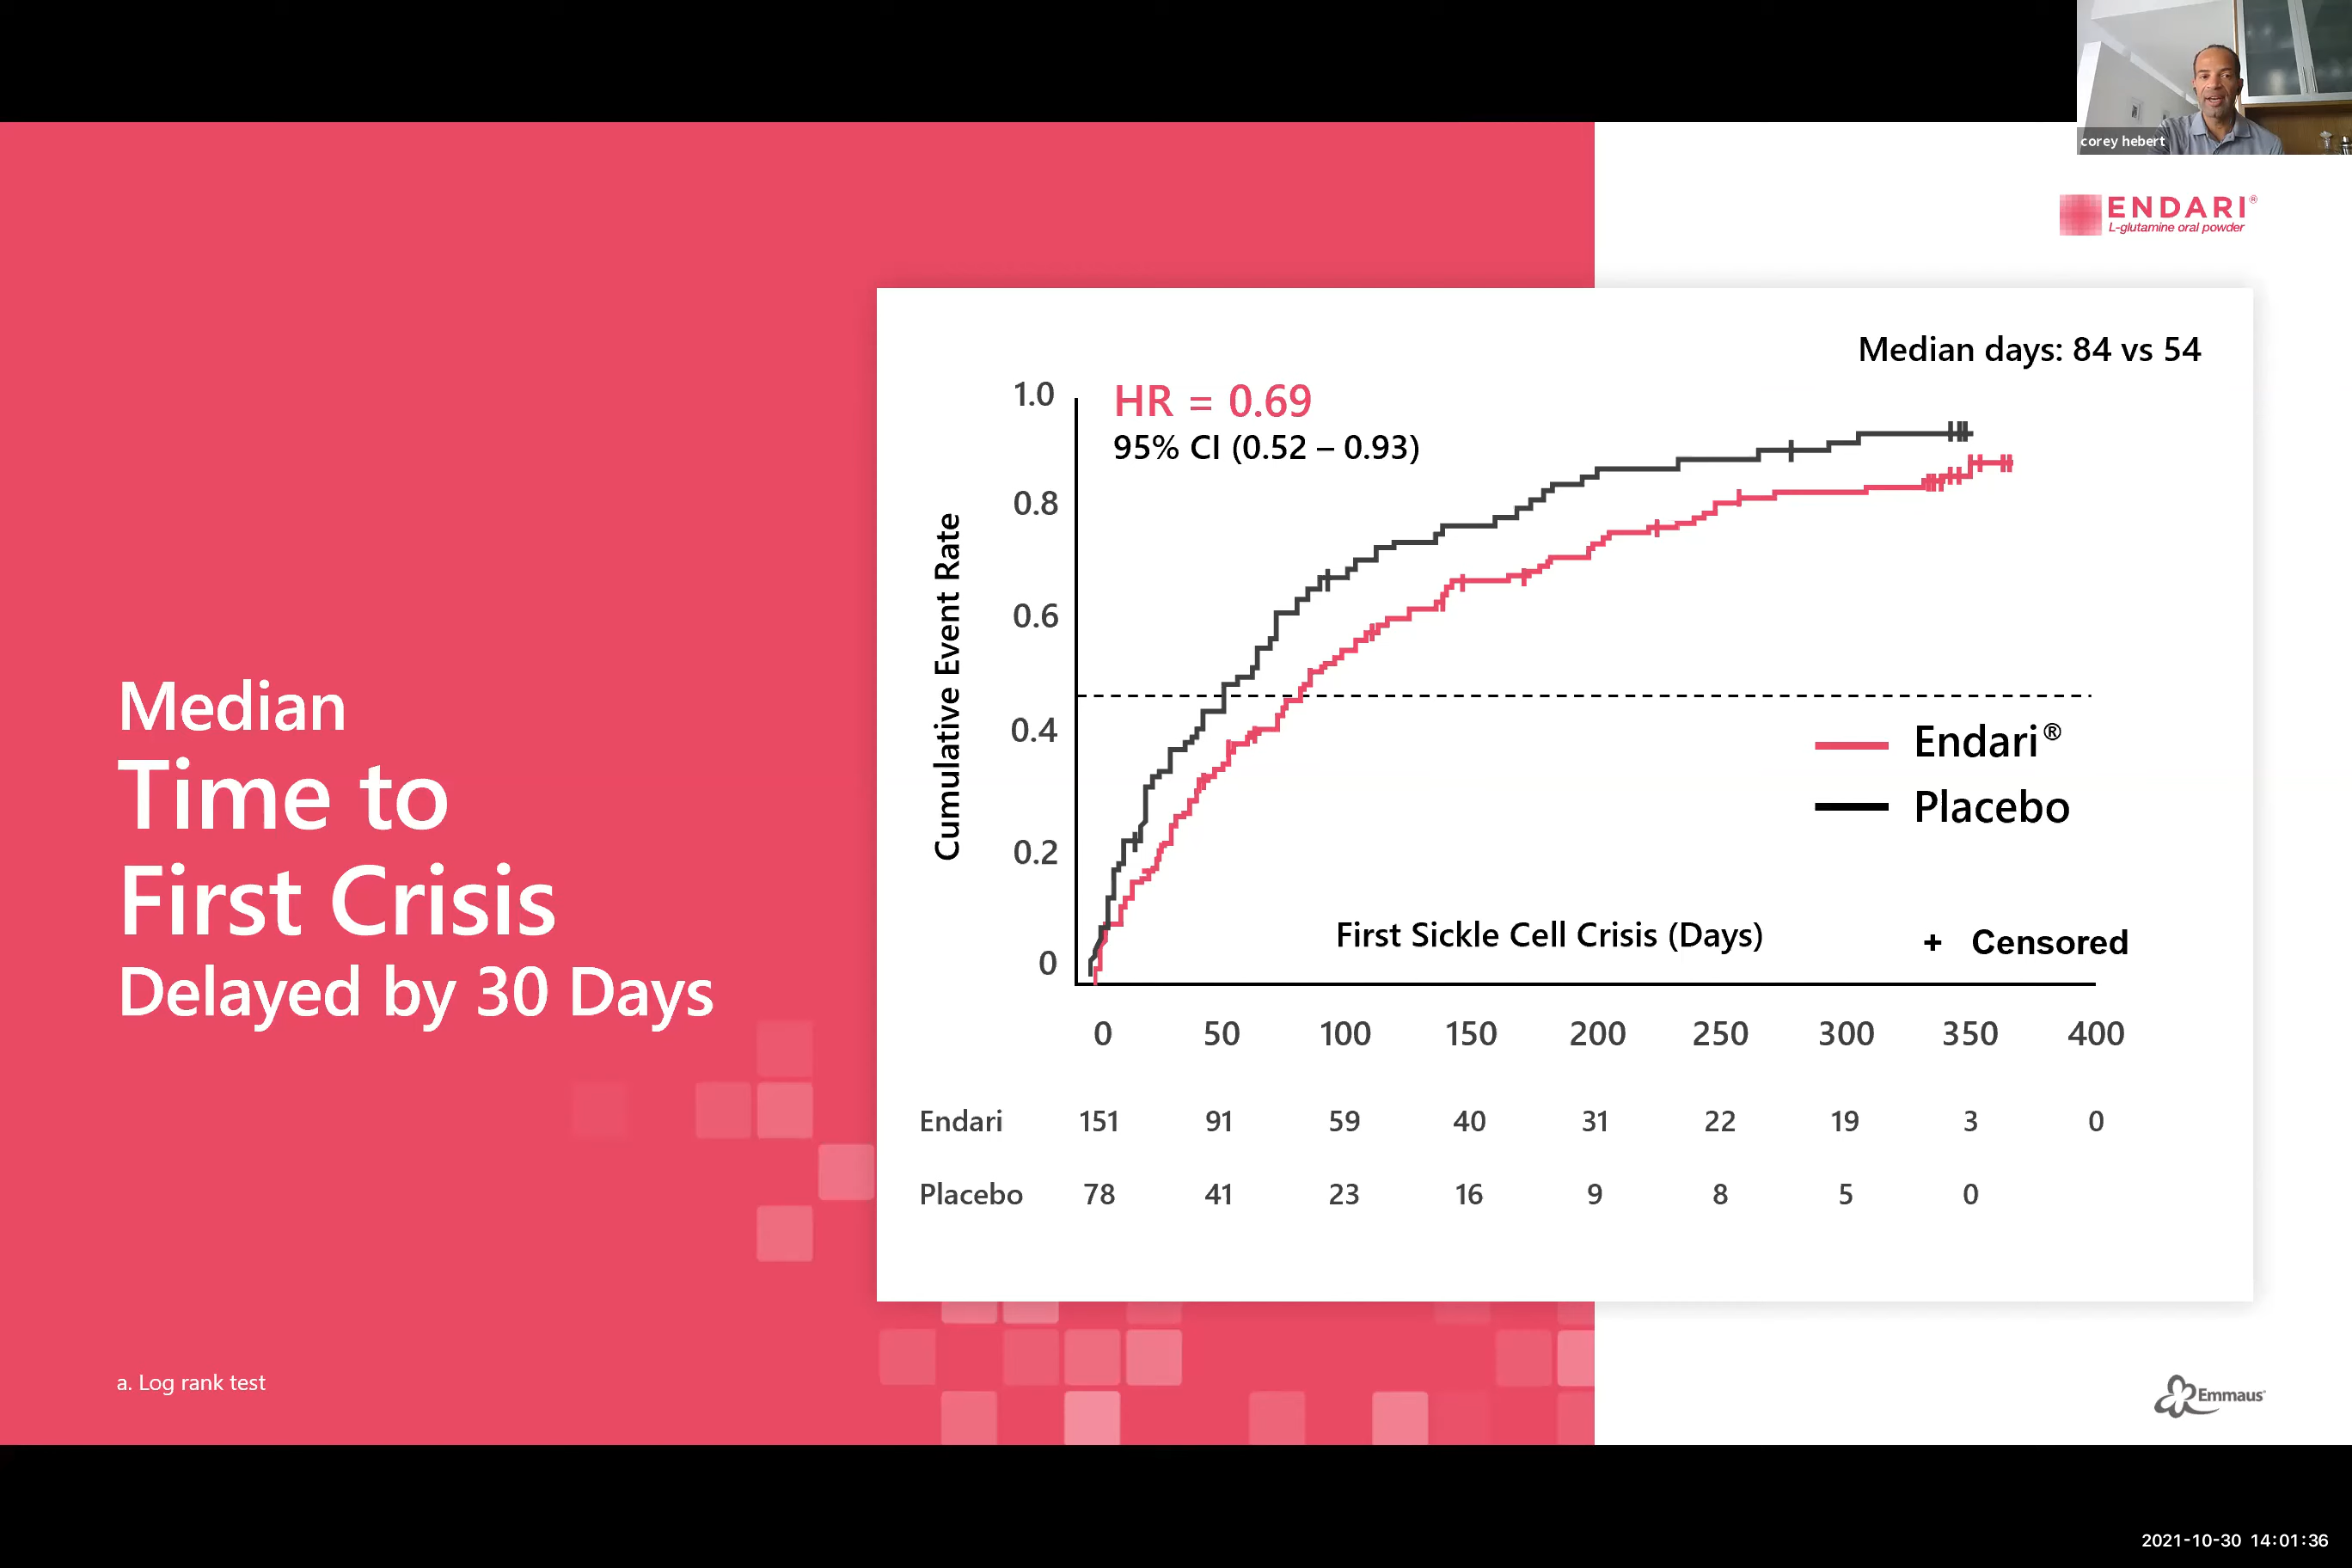 corey hebert
ENDARI®
L-glutamine oral powder
Median
Time to
First Crisis
Delayed by 30 Days
a. Log rank test
Median days: 84 vs 54
HR = 0.69
95% CI (0.52 – 0.93)
Cumulative Event Rate
1.0
0.8
0.6
0.4
0.2
0
Endari®
Placebo
First Sickle Cell Crisis (Days)
+ Censored
0 50 100 150 200 250 300 350 400
Endari 151 91 59 40 31 22 19 3 0
Placebo 78 41 23 16 9 8 5 0
Emmaus
2021-10-30 14:01:36